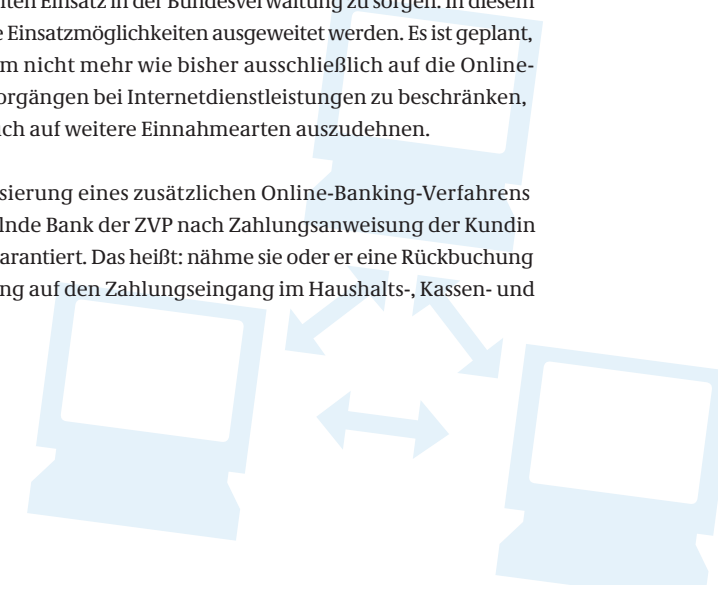 ten Einsatz in der Bundesverwaltung zu sorgen. In diesem
e Einsatzmöglichkeiten ausgeweitet werden. Es ist geplant,
m nicht mehr wie bisher ausschließlich auf die Online-
orgängen bei Internetdienstleistungen zu beschränken,
uch auf weitere Einnahmearten auszudehnen.
sierung eines zusätzlichen Online-Banking-Verfahrens
lnde Bank der ZVP nach Zahlungsanweisung der Kundin
arantiert. Das heißt: nähme sie oder er eine Rückbuchung
ng auf den Zahlungseingang im Haushalts-, Kassen- und